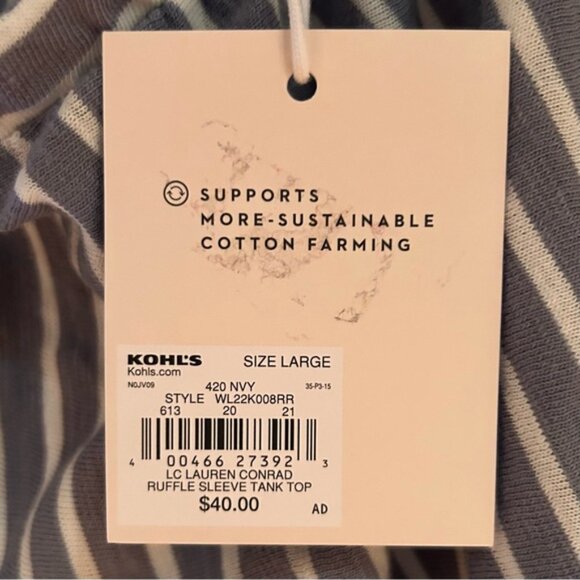 SUPPORTS
MORE-SUSTAINABLE
COTTON FARMING
KOHL'S SIZE LARGE
Kohls.com
N0JV09 420 NVY 35-P3-15
STYLE WL22K008RR
613 20 21
4 00466 27392 3
LC LAUREN CONRAD
RUFFLE SLEEVE TANK TOP
$40.00 AD